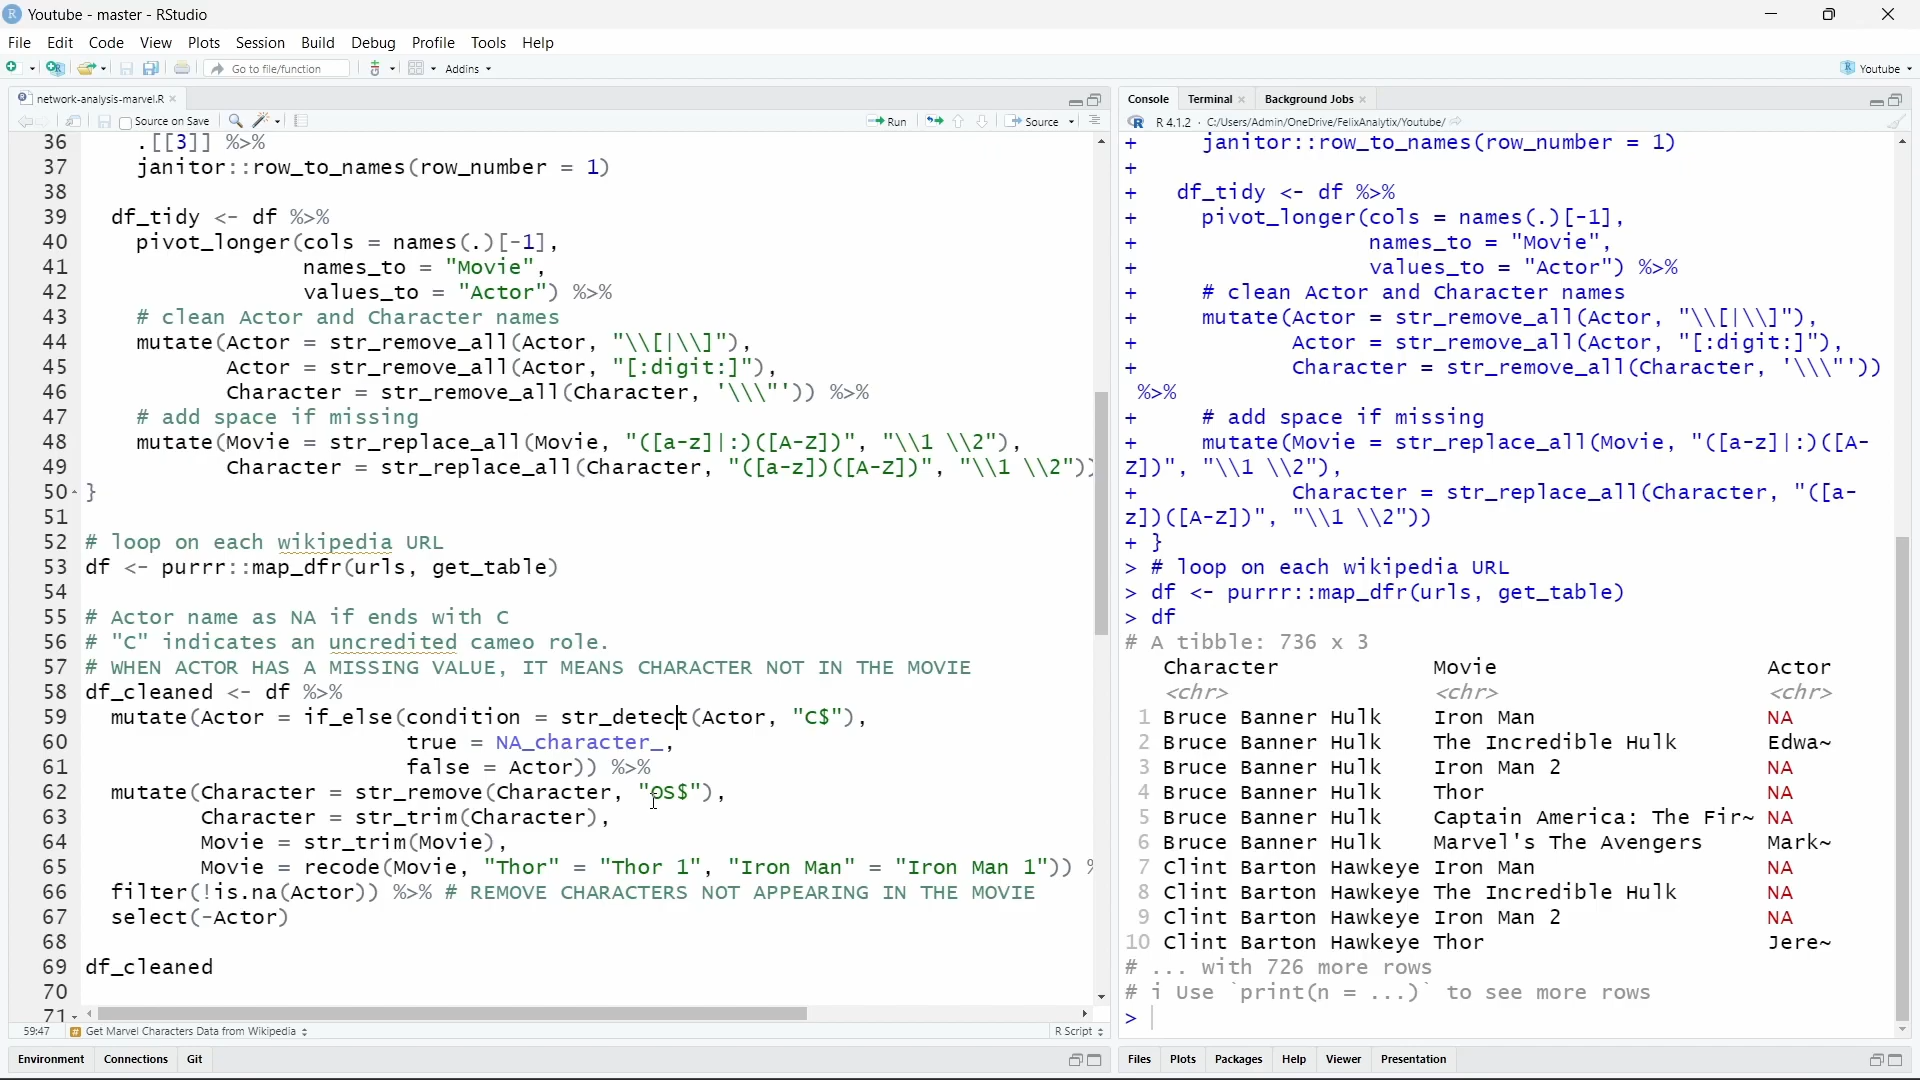 Youtube - master - RStudio
File Edit Code View Plots Session Build Debug Profile Tools Help
Go to file/function Addins Youtube
network-analysis-marvel.R
Source on Save Run Source
36 .[[3]] %>%
37 janitor::row_to_names(row_number = 1)
38
39 df_tidy <- df %>%
40 pivot_longer(cols = names(.)[-1],
41 names_to = "Movie",
42 values_to = "Actor") %>%
43 # clean Actor and Character names
44 mutate(Actor = str_remove_all(Actor, "\\[|\\]"),
45 Actor = str_remove_all(Actor, "[:digit:]"),
46 Character = str_remove_all(Character, '\\\"')) %>%
47 # add space if missing
48 mutate(Movie = str_replace_all(Movie, "([a-z]|:)([A-Z])", "\\1 \\2"),
49 Character = str_replace_all(Character, "([a-z])([A-Z])", "\\1 \\2"))
50 }
51
52 # loop on each wikipedia URL
53 df <- purrr::map_dfr(urls, get_table)
54
55 # Actor name as NA if ends with C
56 # "C" indicates an uncredited cameo role.
57 # WHEN ACTOR HAS A MISSING VALUE, IT MEANS CHARACTER NOT IN THE MOVIE
58 df_cleaned <- df %>%
59 mutate(Actor = if_else(condition = str_detect(Actor, "C$"),
60 true = NA_character_,
61 false = Actor)) %>%
62 mutate(Character = str_remove(Character, "OS$"),
63 Character = str_trim(Character),
64 Movie = str_trim(Movie),
65 Movie = recode(Movie, "Thor" = "Thor 1", "Iron Man" = "Iron Man 1")) %
66 filter(!is.na(Actor)) %>% # REMOVE CHARACTERS NOT APPEARING IN THE MOVIE
67 select(-Actor)
68
69 df_cleaned
70
71
59:47 # Get Marvel Characters Data from Wikipedia R Script
Environment Connections Git
Console Terminal Background Jobs
R 4.1.2 · C:/Users/Admin/OneDrive/FelixAnalytix/Youtube/
+ janitor::row_to_names(row_number = 1)
+
+ df_tidy <- df %>%
+ pivot_longer(cols = names(.)[-1],
+ names_to = "Movie",
+ values_to = "Actor") %>%
+ # clean Actor and Character names
+ mutate(Actor = str_remove_all(Actor, "\\[|\\]"),
+ Actor = str_remove_all(Actor, "[:digit:]"),
+ Character = str_remove_all(Character, '\\\"'))
%>%
+ # add space if missing
+ mutate(Movie = str_replace_all(Movie, "([a-z]|:)([A-
Z])", "\\1 \\2"),
+ Character = str_replace_all(Character, "([a-
z])([A-Z])", "\\1 \\2"))
+ }
> # loop on each wikipedia URL
> df <- purrr::map_dfr(urls, get_table)
> df
# A tibble: 736 x 3
Character Movie Actor
<chr> <chr> <chr>
1 Bruce Banner Hulk Iron Man NA
2 Bruce Banner Hulk The Incredible Hulk Edwa~
3 Bruce Banner Hulk Iron Man 2 NA
4 Bruce Banner Hulk Thor NA
5 Bruce Banner Hulk Captain America: The Fir~ NA
6 Bruce Banner Hulk Marvel's The Avengers Mark~
7 Clint Barton Hawkeye Iron Man NA
8 Clint Barton Hawkeye The Incredible Hulk NA
9 Clint Barton Hawkeye Iron Man 2 NA
10 Clint Barton Hawkeye Thor Jere~
# ... with 726 more rows
# i Use `print(n = ...)` to see more rows
>
Files Plots Packages Help Viewer Presentation